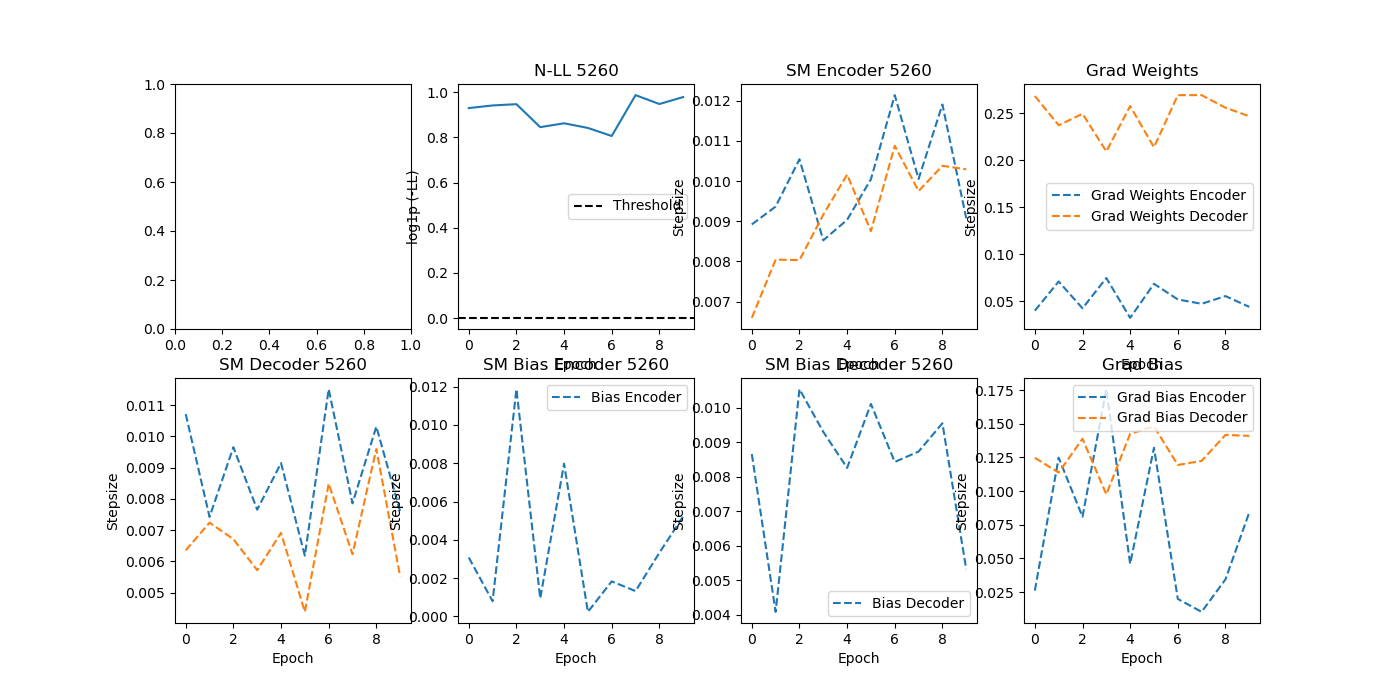 N-LL 5260
SM Encoder 5260
Grad Weights
1.0
0.8
0.6
0.4
0.2
0.0
0.0 0.2 0.4 0.6 0.8 1.0
log1p (-LL)
1.0
0.8
0.6
0.4
0.2
0.0
Threshold
0 2 4 6 8
Epoch
Stepsize
0.012
0.011
0.010
0.009
0.008
0.007
0 2 4 6 8
Epoch
Stepsize
0.25
0.20
0.15
0.10
0.05
Grad Weights Encoder
Grad Weights Decoder
0 2 4 6 8
Epoch
SM Decoder 5260
SM Bias Encoder 5260
SM Bias Decoder 5260
Grad Bias
Stepsize
0.011
0.010
0.009
0.008
0.007
0.006
0.005
0 2 4 6 8
Epoch
Stepsize
0.012
0.010
0.008
0.006
0.004
0.002
0.000
Bias Encoder
0 2 4 6 8
Epoch
Stepsize
0.010
0.009
0.008
0.007
0.006
0.005
0.004
Bias Decoder
0 2 4 6 8
Epoch
Stepsize
0.175
0.150
0.125
0.100
0.075
0.050
0.025
Grad Bias Encoder
Grad Bias Decoder
0 2 4 6 8
Epoch